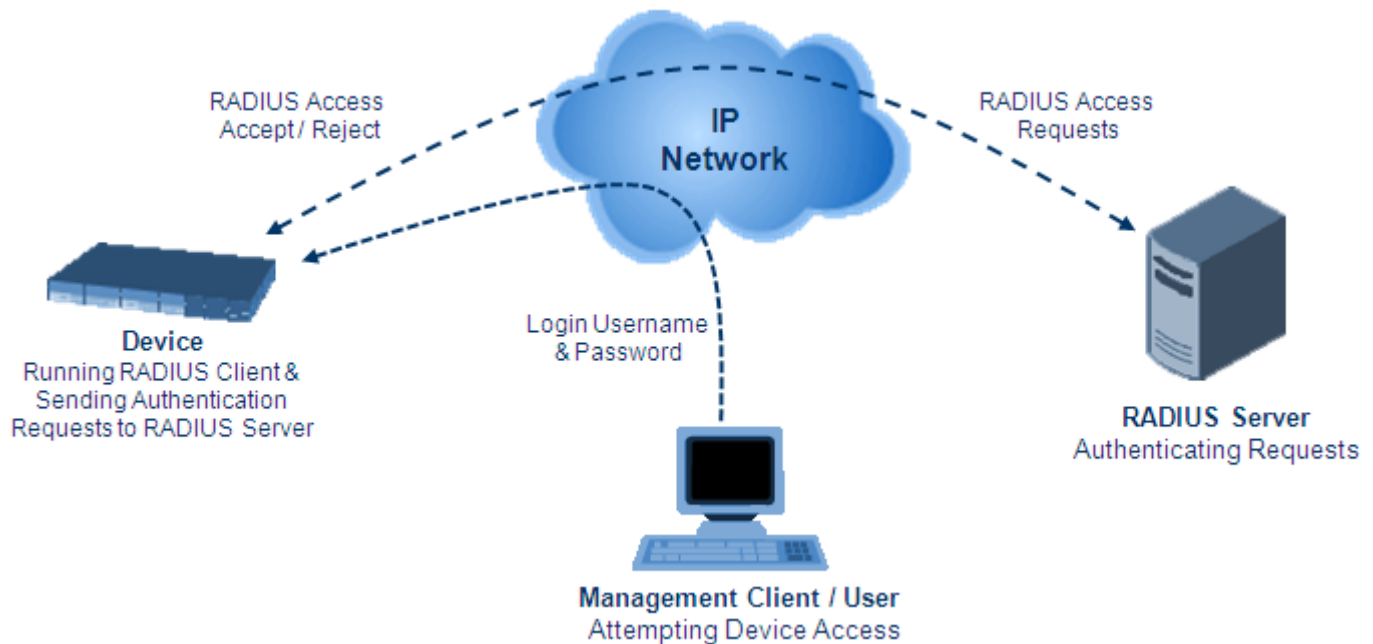 RADIUS Access
Accept / Reject
IP
Network
RADIUS Access
Requests
Login Username
& Password
Device
Running RADIUS Client &
Sending Authentication
Requests to RADIUS Server
RADIUS Server
Authenticating Requests
Management Client / User
Attempting Device Access